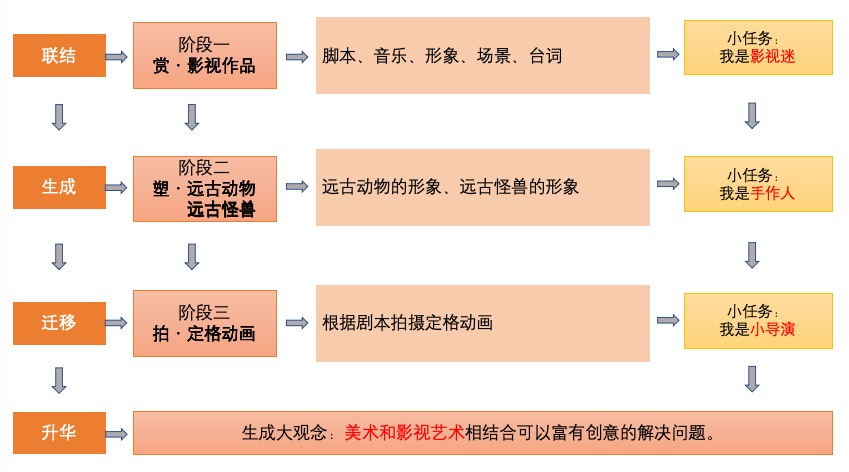 联结
阶段一
赏·影视作品
脚本、音乐、形象、场景、台词
小任务：
我是影视迷
生成
阶段二
塑·远古动物
远古怪兽
远古动物的形象、远古怪兽的形象
小任务：
我是手作人
迁移
阶段三
拍·定格动画
根据剧本拍摄定格动画
小任务：
我是小导演
升华
生成大观念：美术和影视艺术相结合可以富有创意的解决问题。